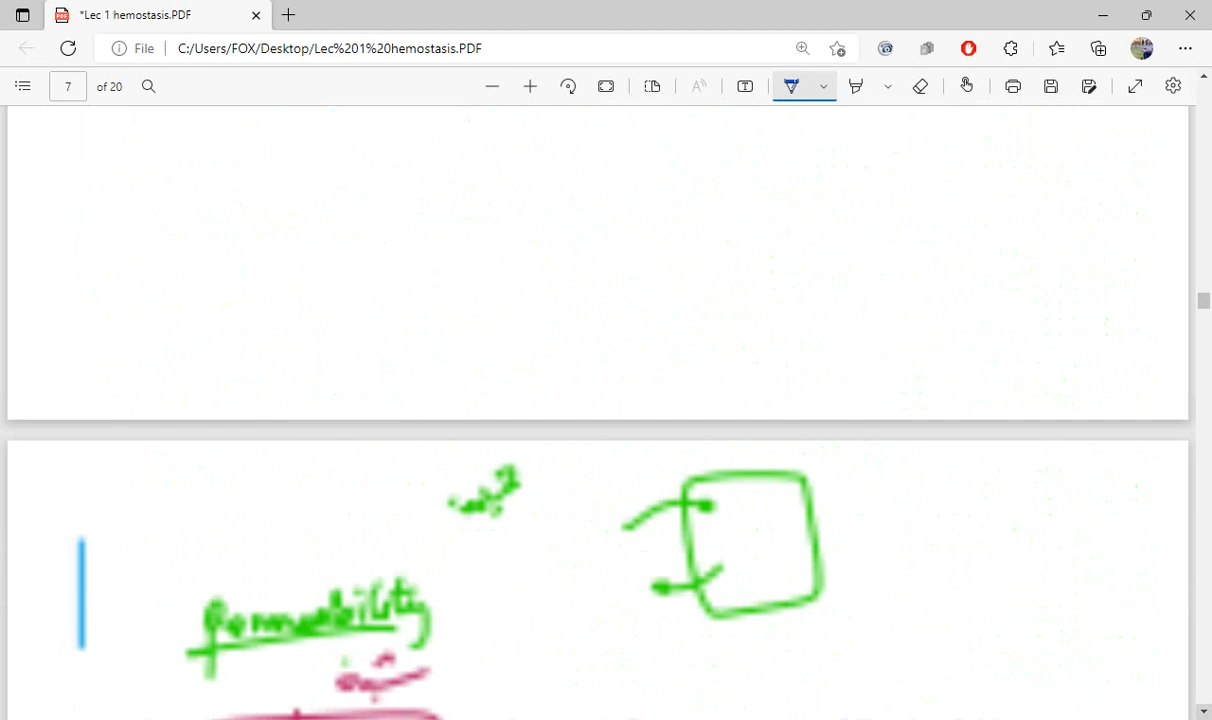 *Lec 1 hemostasis.PDF
File
C:/Users/FOX/Desktop/Lec%201%20hemostasis.PDF
7 of 20
permeability